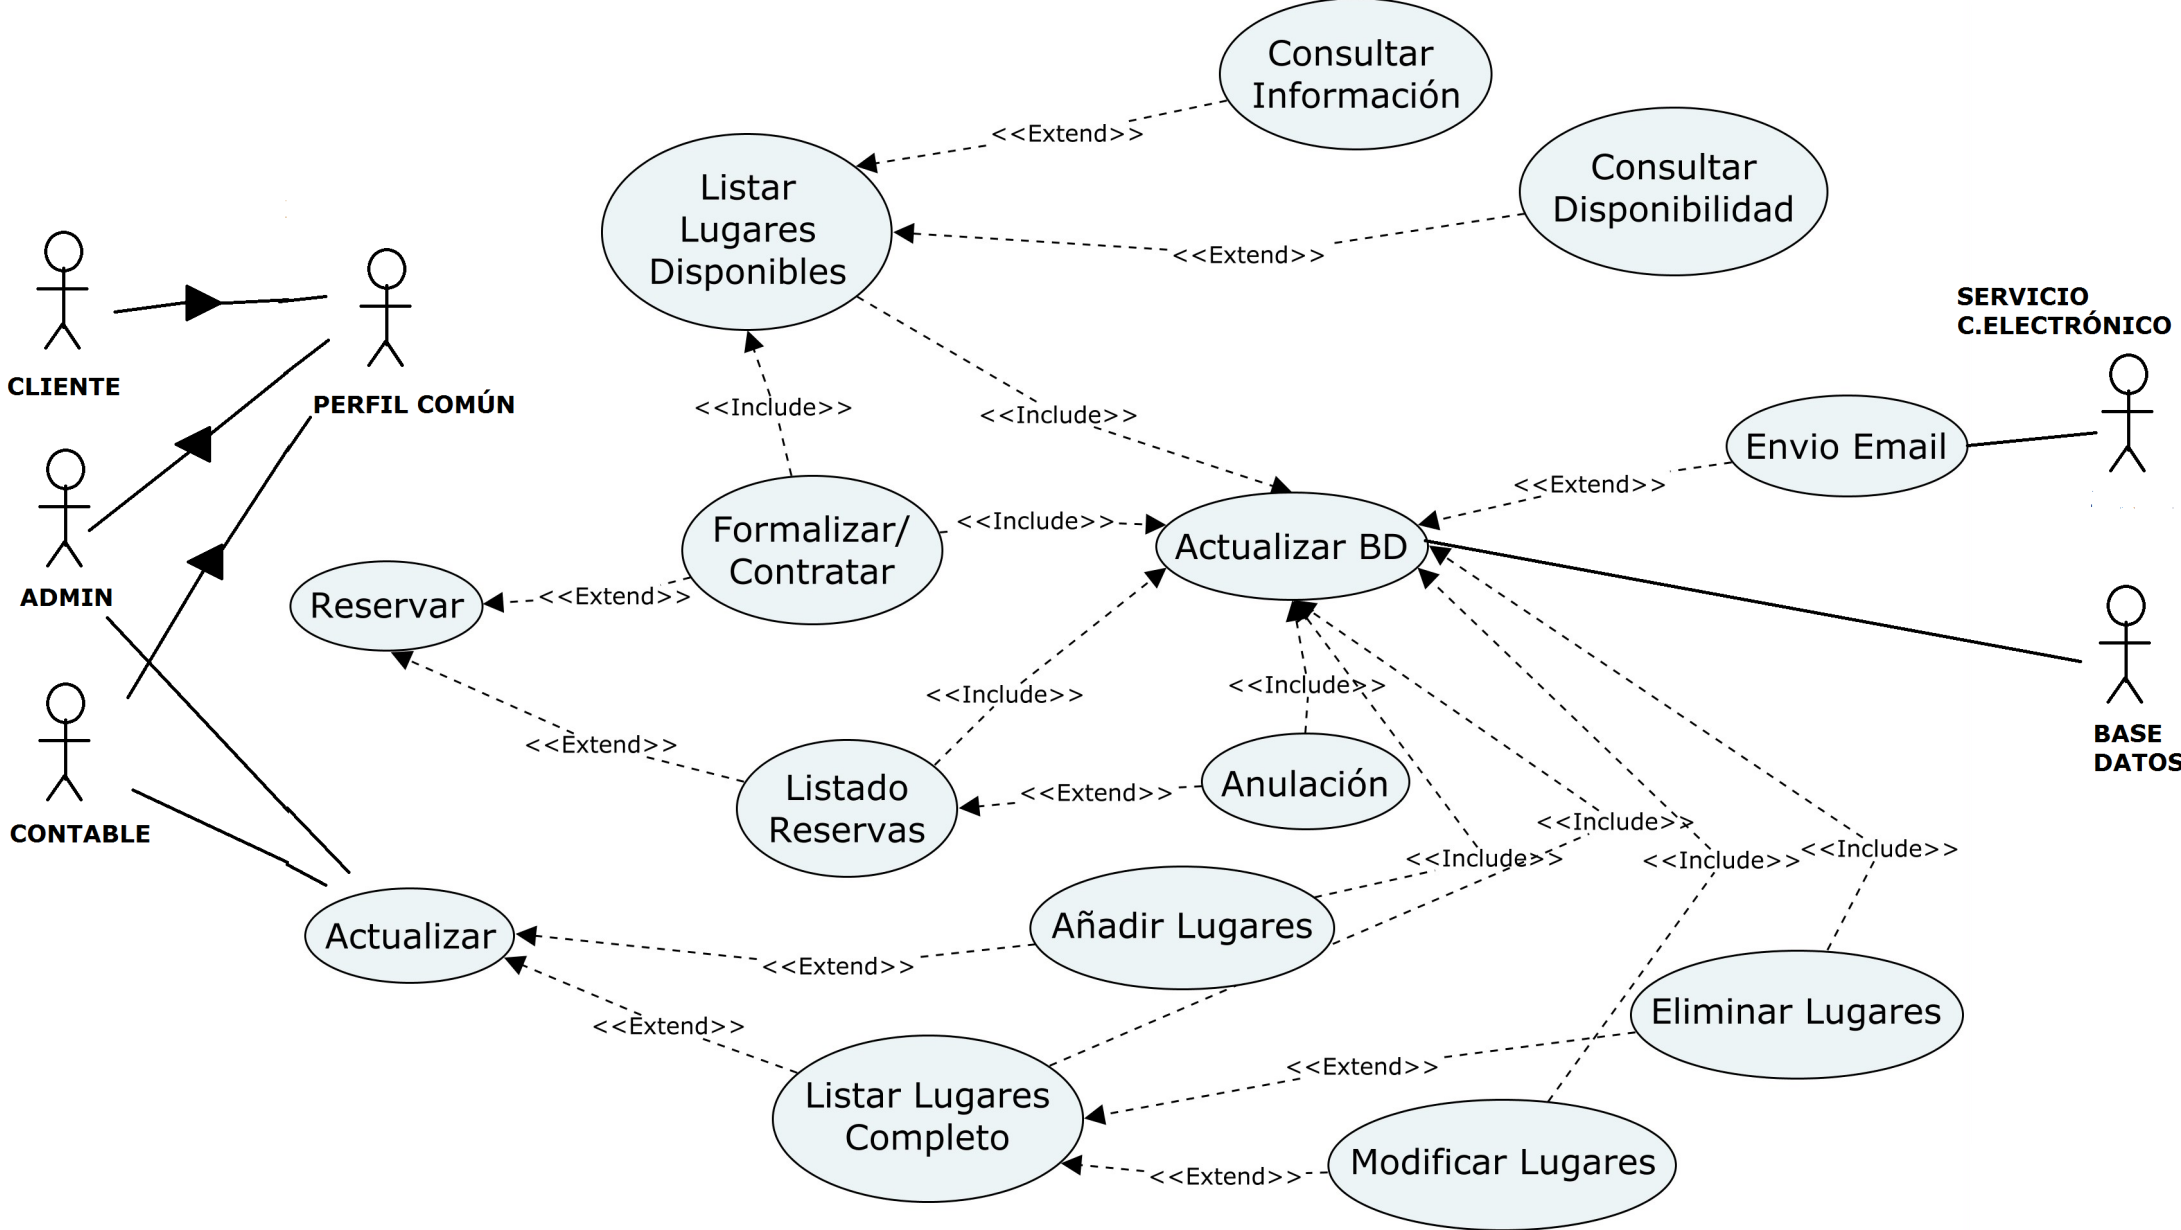 Consultar
Información
<<Extend>>
Consultar
Disponibilidad
Listar
Lugares
Disponibles
<<Extend>>
SERVICIO
C.ELECTRÓNICO
CLIENTE
PERFIL COMÚN
<<Include>>
<<Include>>
Envio Email
<<Extend>>
Formalizar/
Contratar
<<Include>>
Actualizar BD
ADMIN
Reservar
<<Extend>>
<<Include>>
<<Include>>
BASE
DATOS
<<Extend>>
Listado
Reservas
<<Extend>>
Anulación
CONTABLE
<<Include>>
<<Include>>
<<Include>>
<<Include>>
Actualizar
Añadir Lugares
<<Extend>>
<<Extend>>
Eliminar Lugares
<<Extend>>
Listar Lugares
Completo
Modificar Lugares
<<Extend>>